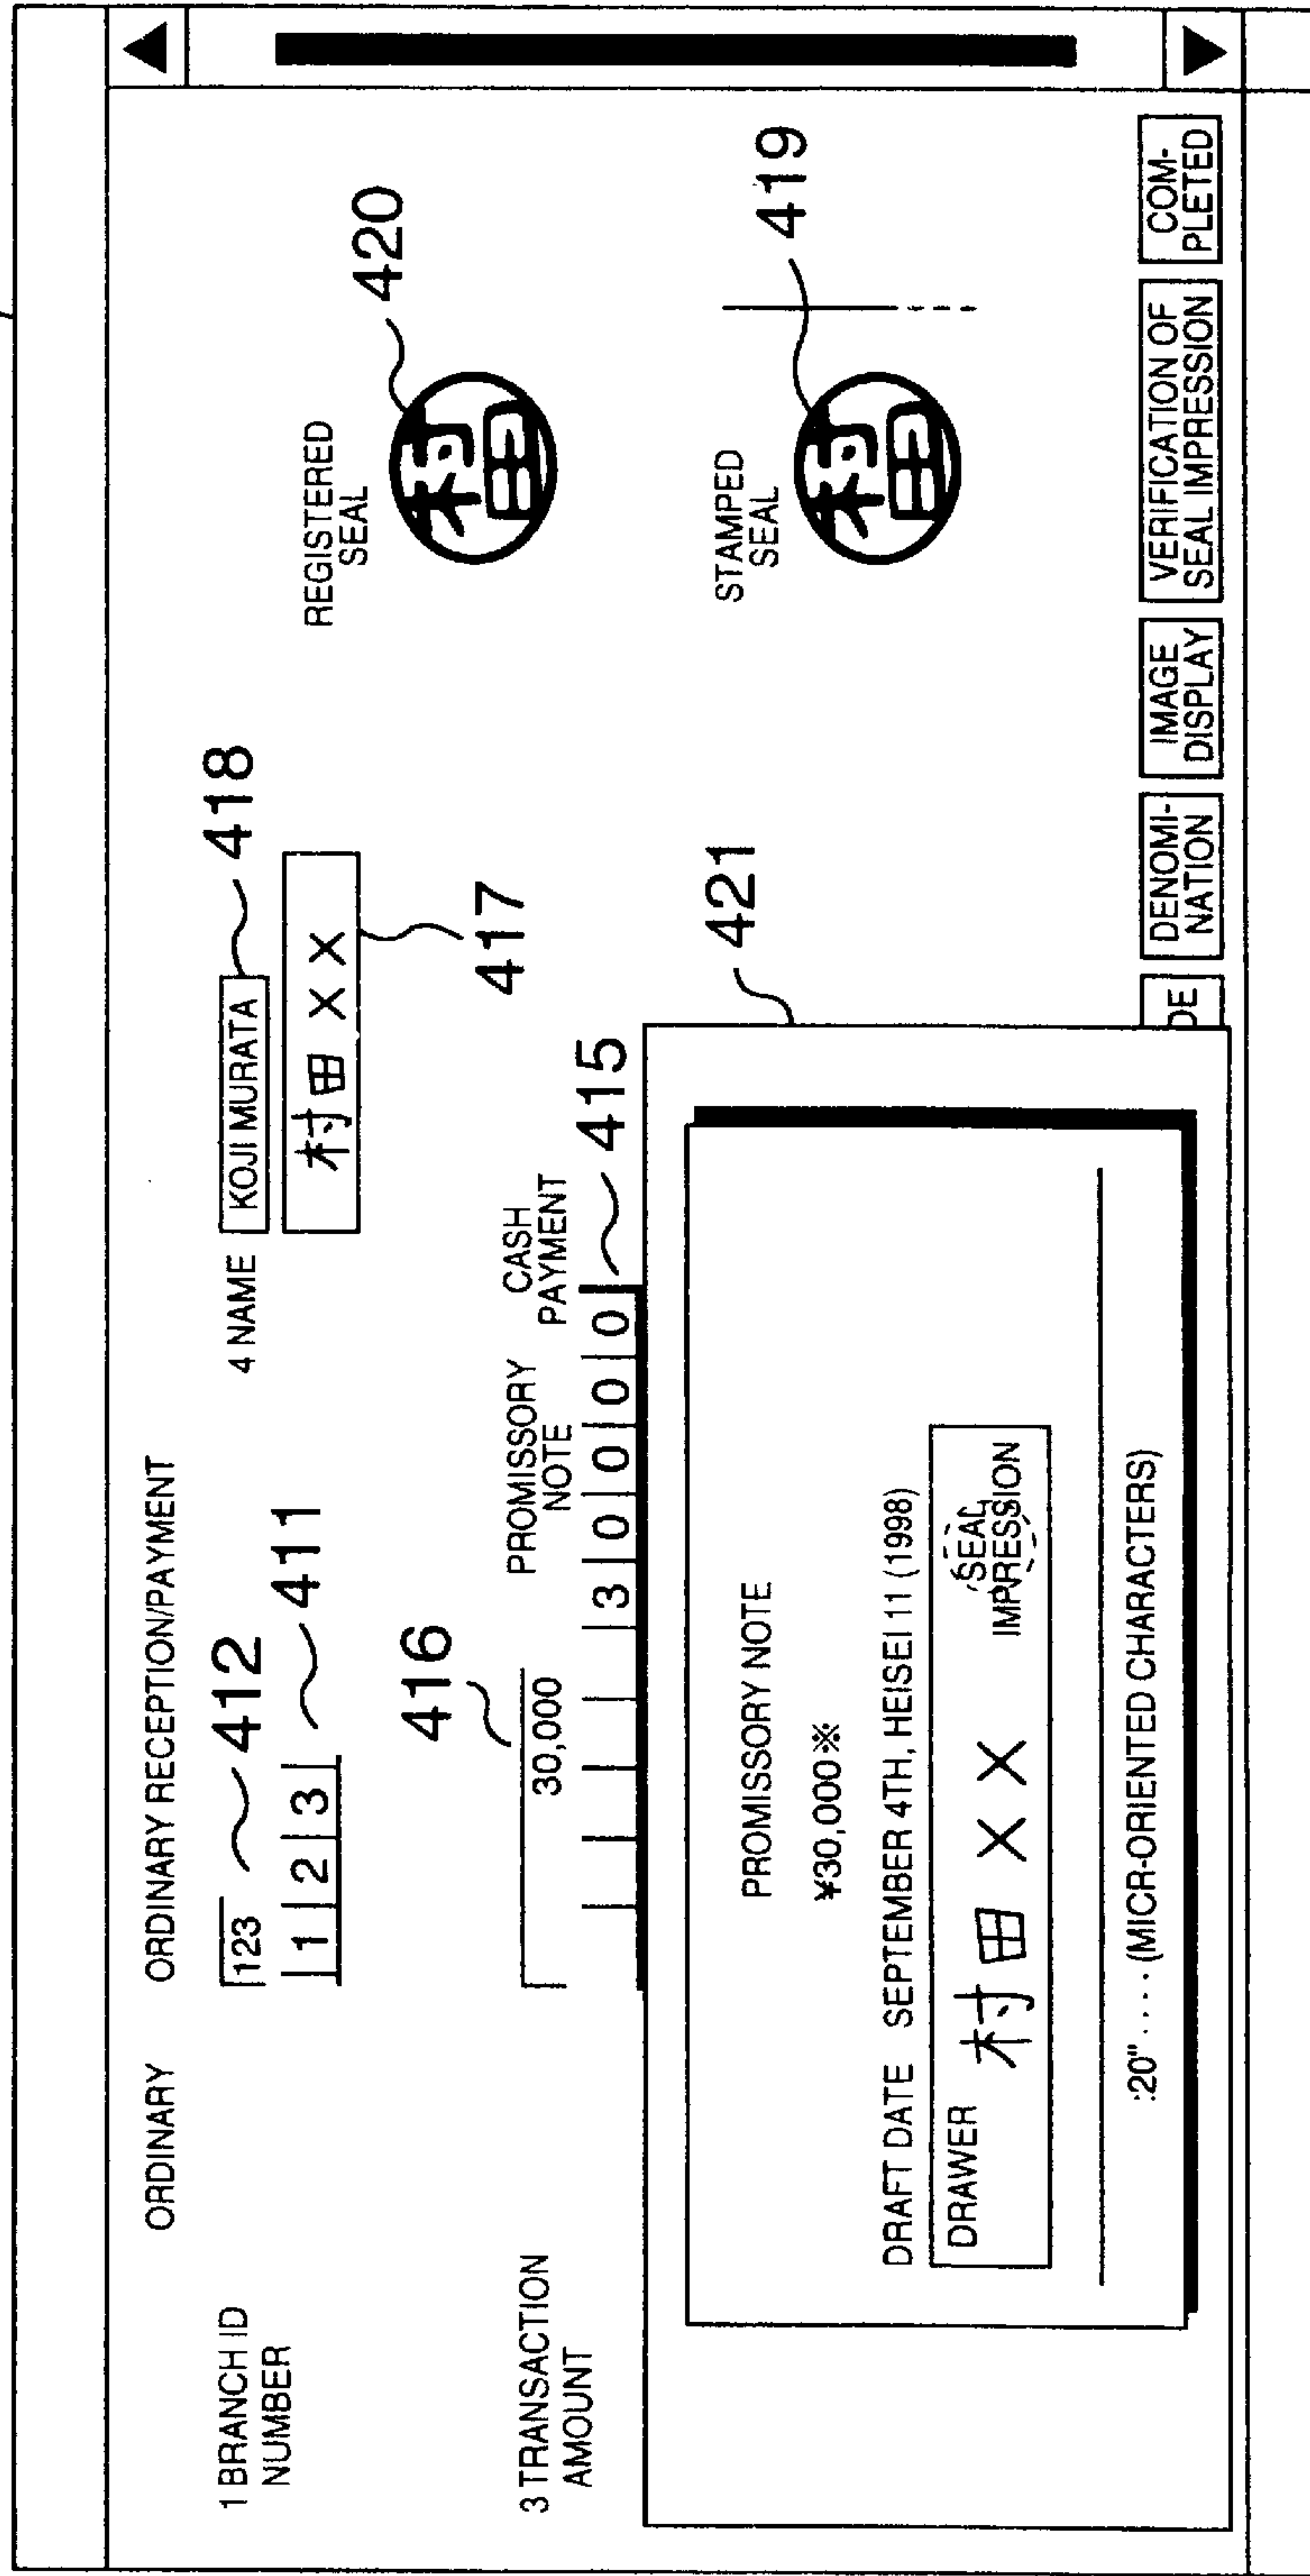 ORDINARY ORDINARY RECEPTION/PAYMENT
1 BRANCH ID
NUMBER
123 412
1 2 3 411
4 NAME KOJI MURATA 418
村田 ××
417
REGISTERED
SEAL
420
村田
3 TRANSACTION
AMOUNT
416
30,000
PROMISSORY
NOTE
CASH
PAYMENT
3 0 0 0 0 415
421
STAMPED
SEAL
419
村田
PROMISSORY NOTE
¥30,000※
DRAFT DATE SEPTEMBER 4TH, HEISEI 11 (1998)
DRAWER 村田 ×× SEAL
IMPRESSION
:20"···· (MICR-ORIENTED CHARACTERS)
DE
DENOMI-
NATION
IMAGE
DISPLAY
VERIFICATION OF
SEAL IMPRESSION
COM-
PLETED